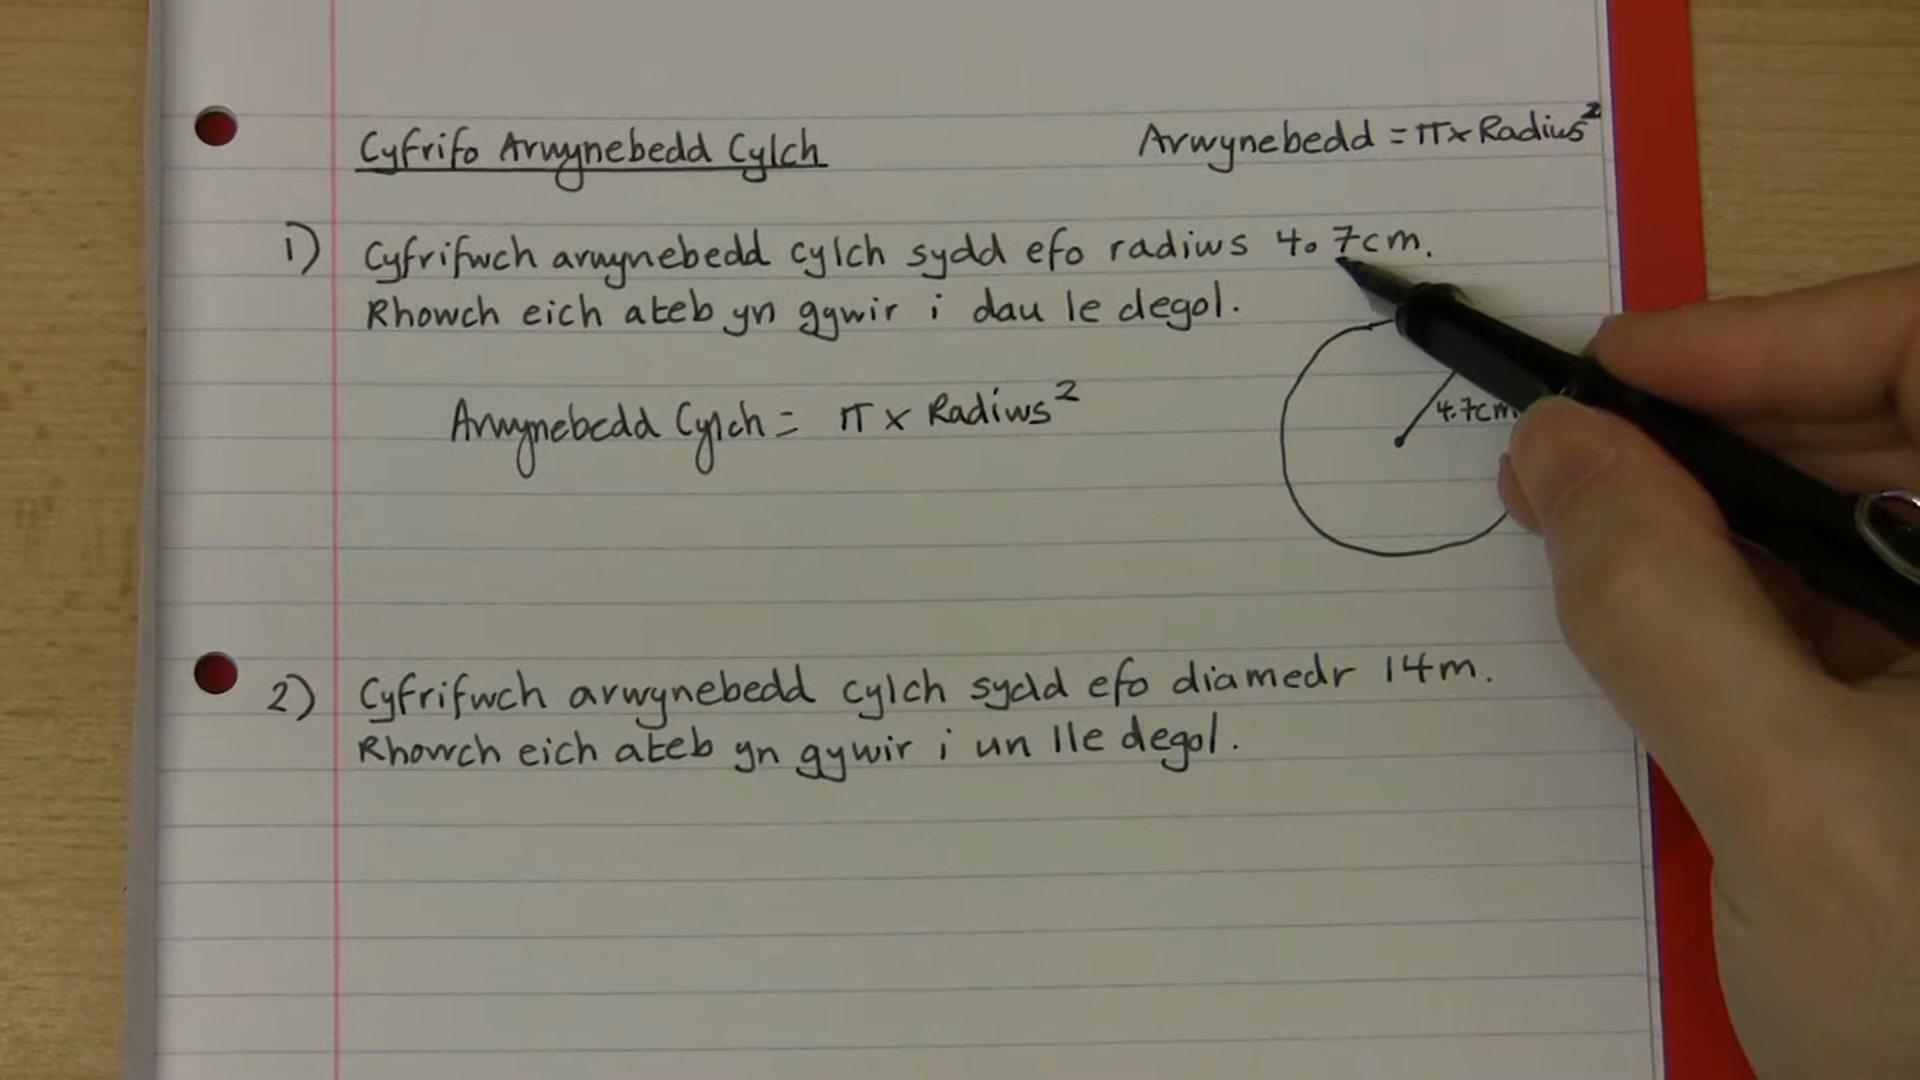 Cyfrifo Arwynebedd Cylch
Arwynebedd = π x Radiws²
1) Cyfrifwch arwynebedd cylch sydd efo radiws 4.7cm.
Rhowch eich ateb yn gywir i dau le degol.
Arwynebedd Cylch = π x Radiws²
4.7cm
2) Cyfrifwch arwynebedd cylch sydd efo diamedr 14m.
Rhowch eich ateb yn gywir i un lle degol.